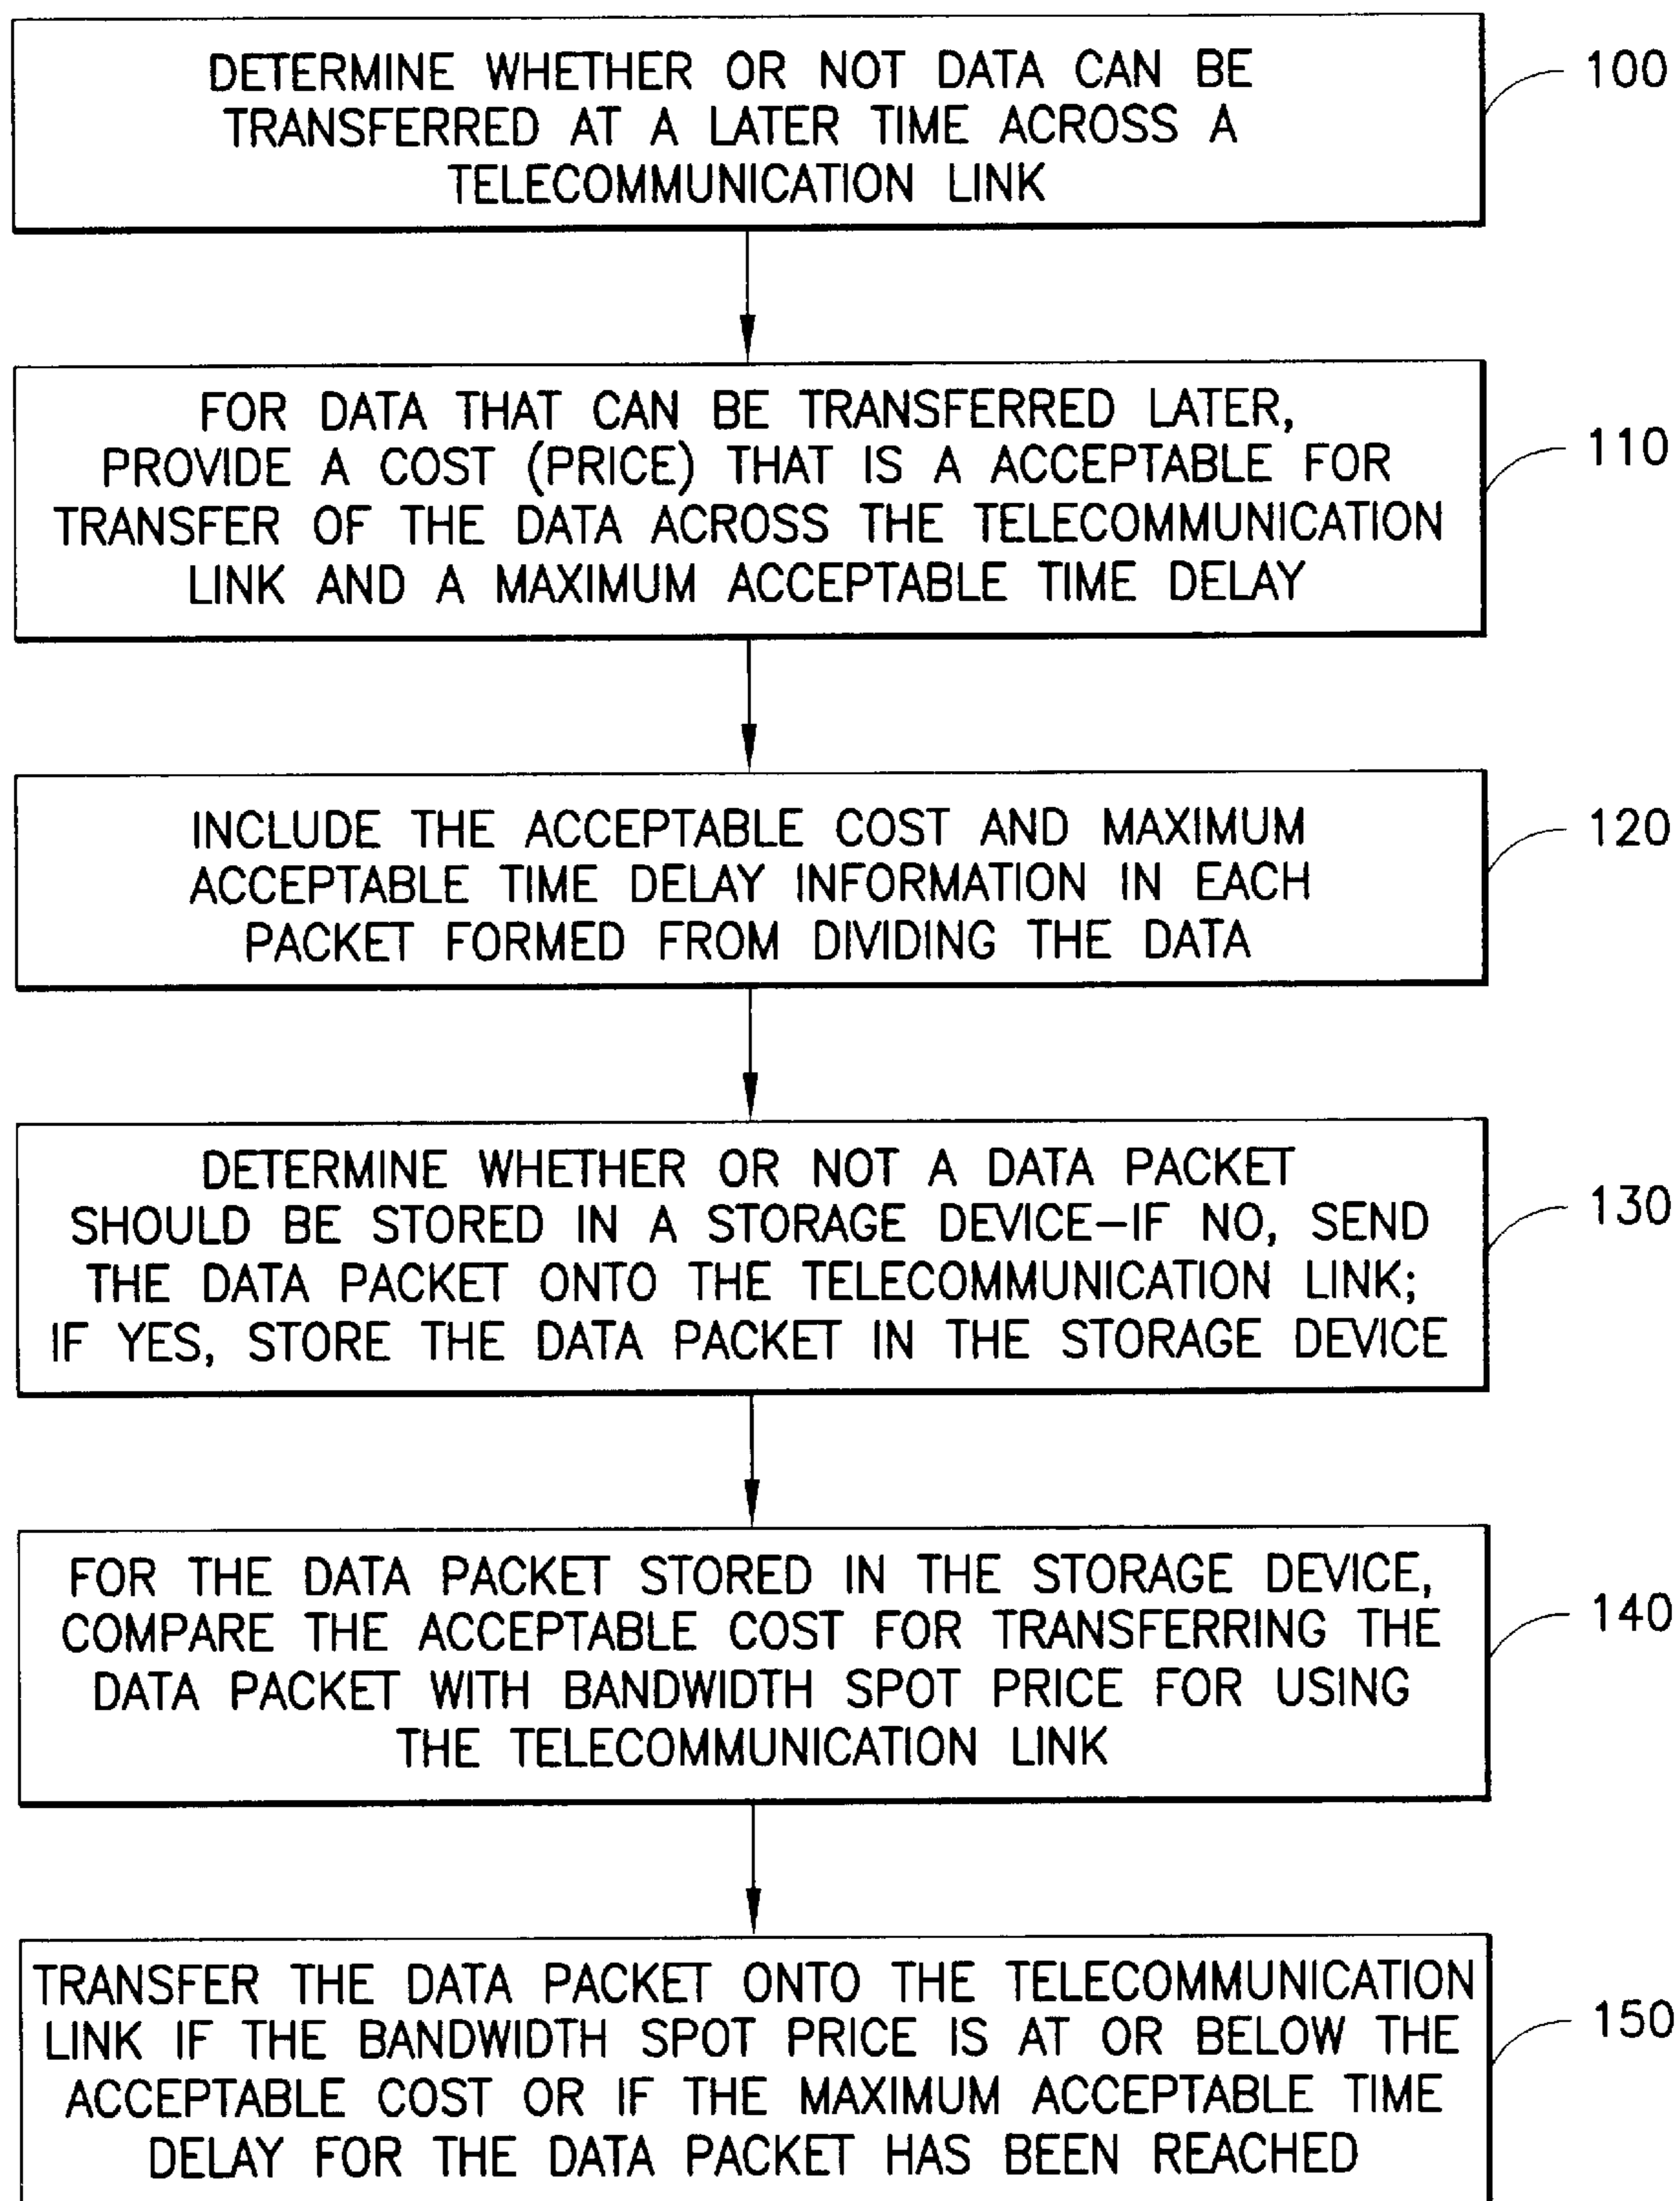 DETERMINE WHETHER OR NOT DATA CAN BE
TRANSFERRED AT A LATER TIME ACROSS A
TELECOMMUNICATION LINK
100
FOR DATA THAT CAN BE TRANSFERRED LATER,
PROVIDE A COST (PRICE) THAT IS A ACCEPTABLE FOR
TRANSFER OF THE DATA ACROSS THE TELECOMMUNICATION
LINK AND A MAXIMUM ACCEPTABLE TIME DELAY
110
INCLUDE THE ACCEPTABLE COST AND MAXIMUM
ACCEPTABLE TIME DELAY INFORMATION IN EACH
PACKET FORMED FROM DIVIDING THE DATA
120
DETERMINE WHETHER OR NOT A DATA PACKET
SHOULD BE STORED IN A STORAGE DEVICE–IF NO, SEND
THE DATA PACKET ONTO THE TELECOMMUNICATION LINK;
IF YES, STORE THE DATA PACKET IN THE STORAGE DEVICE
130
FOR THE DATA PACKET STORED IN THE STORAGE DEVICE,
COMPARE THE ACCEPTABLE COST FOR TRANSFERRING THE
DATA PACKET WITH BANDWIDTH SPOT PRICE FOR USING
THE TELECOMMUNICATION LINK
140
TRANSFER THE DATA PACKET ONTO THE TELECOMMUNICATION
LINK IF THE BANDWIDTH SPOT PRICE IS AT OR BELOW THE
ACCEPTABLE COST OR IF THE MAXIMUM ACCEPTABLE TIME
DELAY FOR THE DATA PACKET HAS BEEN REACHED
150